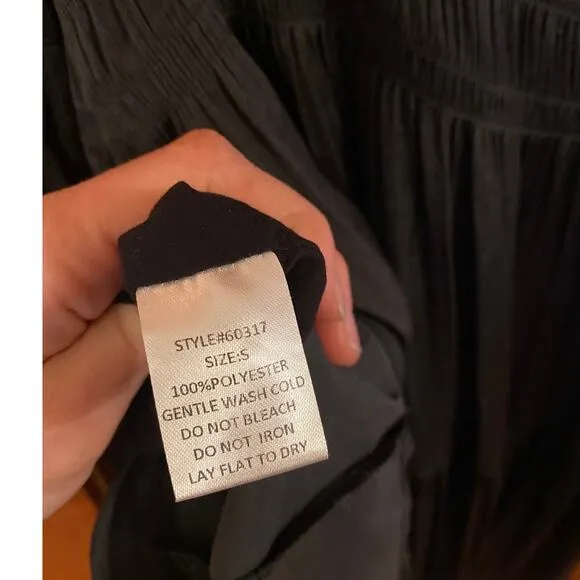 STYLE#60317
SIZE:S
100%POLYESTER
GENTLE WASH COLD
DO NOT BLEACH
DO NOT IRON
LAY FLAT TO DRY